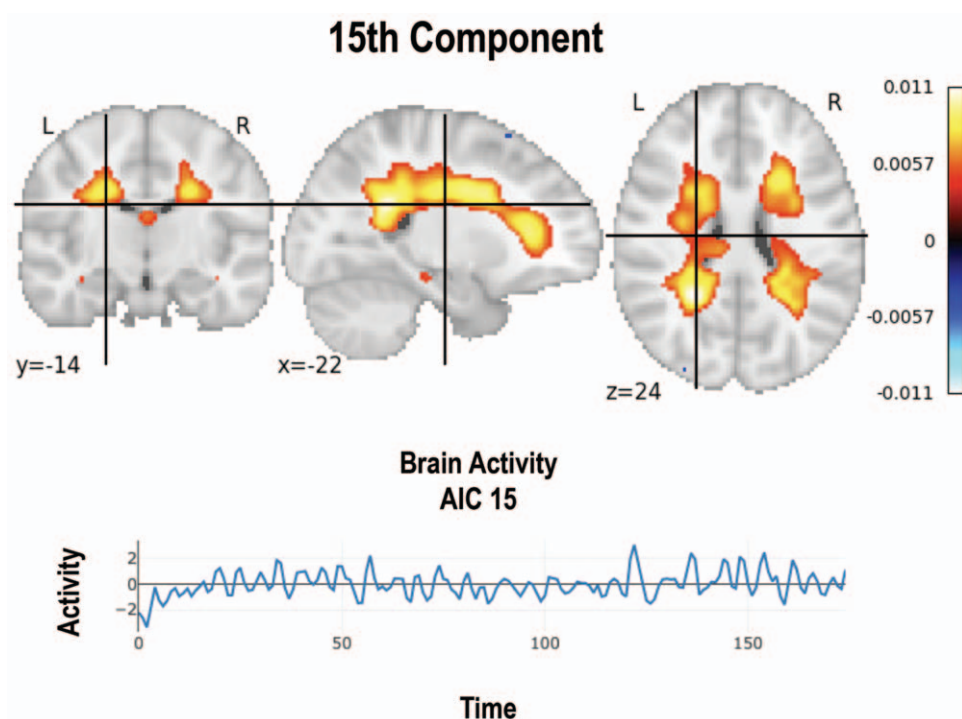 15th Component
L R
L R
y=-14
x=-22
z=24
0.011
0.0057
0
-0.0057
-0.011
Brain Activity
AIC 15
Activity
2
0
−2
0 50 100 150
Time